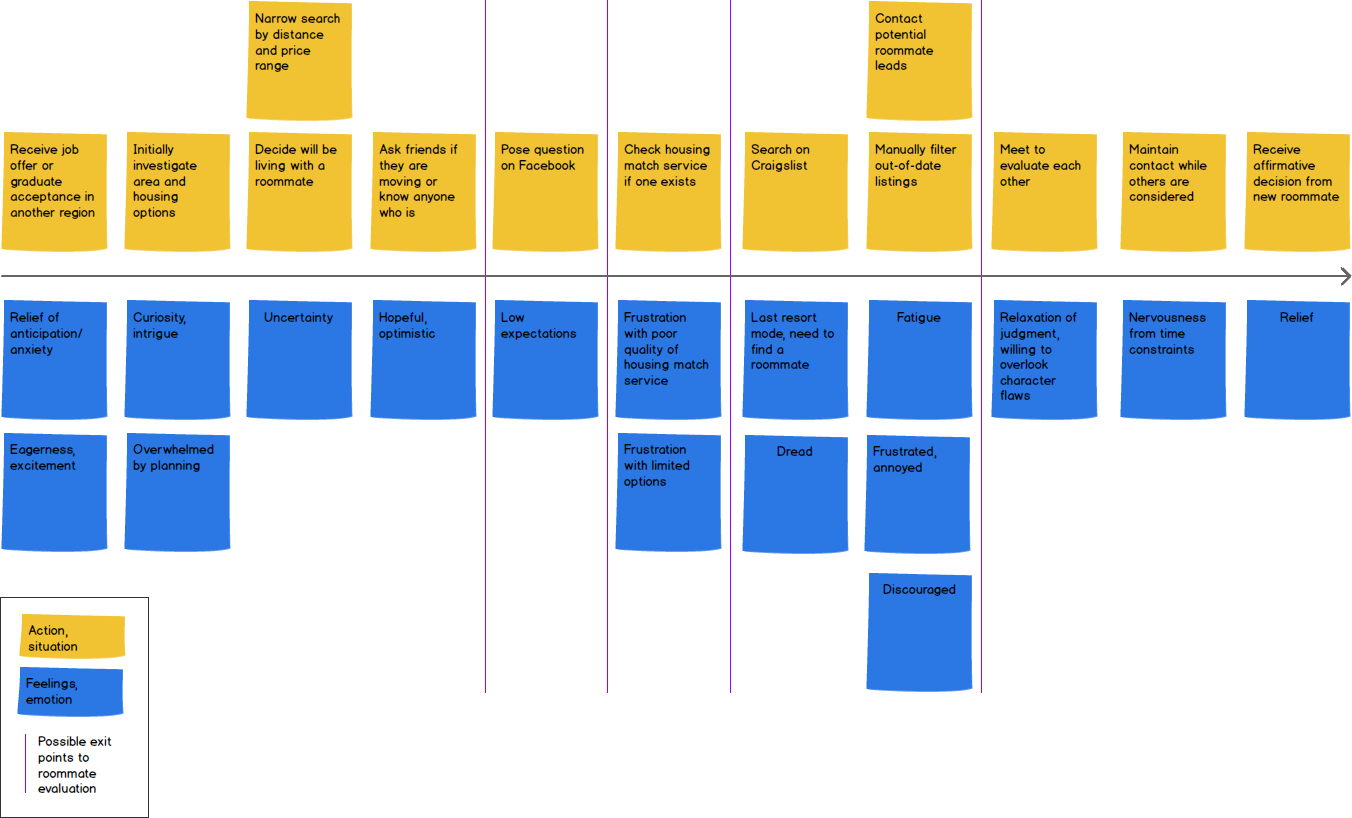 Narrow search
by distance
and price
range
Contact
potential
roommate
leads
Receive job
offer or
graduate
acceptance in
another region
Initially
investigate
area and
housing
options
Decide will be
living with a
roommate
Ask friends if
they are
moving or
know anyone
who is
Pose question
on Facebook
Check housing
match service
if one exists
Search on
Craigslist
Manually filter
out-of-date
listings
Meet to
evaluate each
other
Maintain
contact while
others are
considered
Receive
affirmative
decision from
new roommate
Relief of
anticipation/
anxiety
Curiosity,
intrigue
Uncertainty
Hopeful,
optimistic
Low
expectations
Frustration
with poor
quality of
housing match
service
Last resort
mode, need to
find a
roommate
Fatigue
Relaxation of
judgment,
willing to
overlook
character
flaws
Nervousness
from time
constraints
Relief
Eagerness,
excitement
Overwhelmed
by planning
Frustration
with limited
options
Dread
Frustrated,
annoyed
Discouraged
Action,
situation
Feelings,
emotion
Possible exit
points to
roommate
evaluation